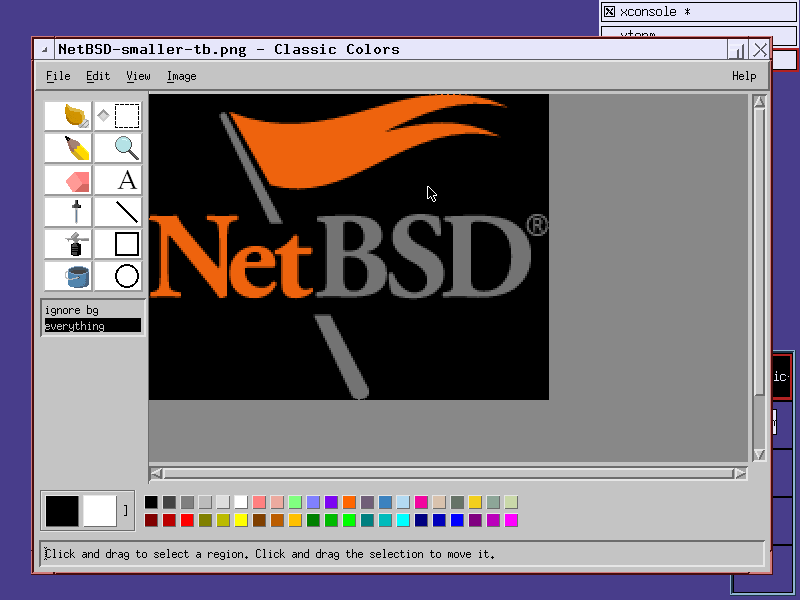 xconsole *
NetBSD-smaller-tb.png - Classic Colors
File Edit View Image Help
A
NetBSD®
ignore bg
everything
]
Click and drag to select a region. Click and drag the selection to move it.